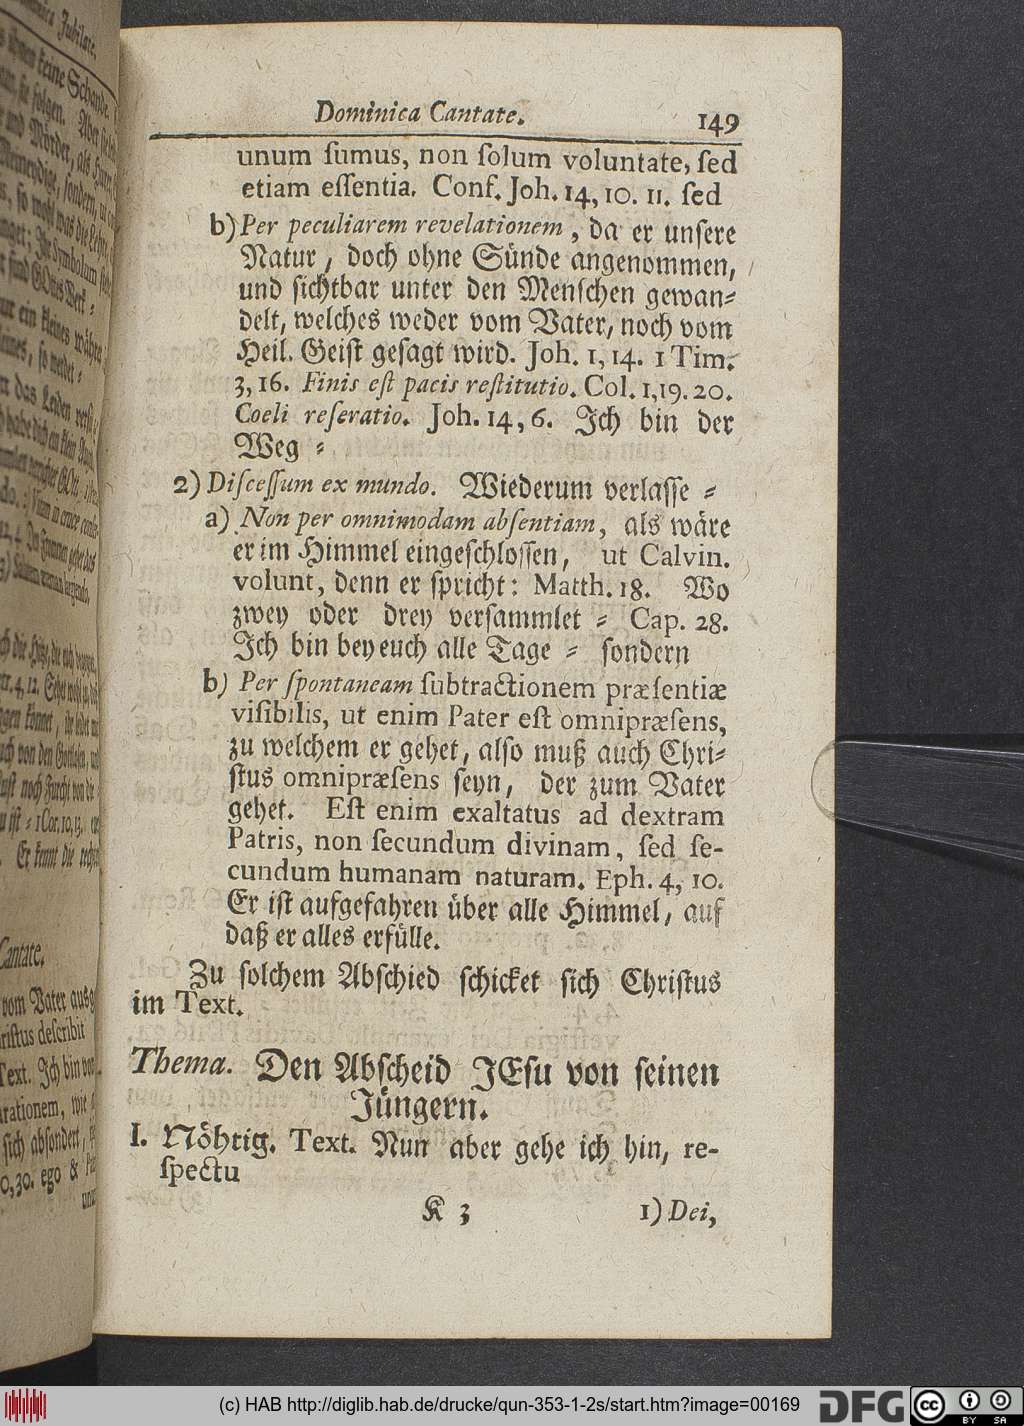 Dominica Cantate. 149
unum ſumus, non ſolum voluntate, ſed
etiam eſſentia. Conf. Joh. 14, 10. 11. ſed
b) Per peculiarem revelationem, da er unſere
Natur, doch ohne Sünde angenommen,
und ſichtbar unter den Menſchen gewan-
delt, welches weder vom Vater, noch vom
Heil. Geiſt geſagt wird. Joh. 1, 14. 1 Tim.
3, 16. Finis eſt pacis reſtitutio. Col. 1, 19. 20.
Coeli reſeratio. Joh. 14, 6. Ich bin der
Weg -
2) Diſceſſum ex mundo. Wiederum verlaſſe -
a) Non per omnimodam abſentiam, als wäre
er im Himmel eingeſchloſſen, ut Calvin.
volunt, denn er ſpricht: Matth. 18. Wo
zwey oder drey verſammlet - Cap. 28.
Ich bin bey euch alle Tage - ſondern
b) Per ſpontaneam ſubtractionem præſentiæ
viſibilis, ut enim Pater eſt omnipræſens,
zu welchem er gehet, alſo muß auch Chri-
ſtus omnipræſens ſeyn, der zum Vater
gehet. Eſt enim exaltatus ad dextram
Patris, non ſecundum divinam, ſed ſe-
cundum humanam naturam. Eph. 4, 10.
Er iſt aufgefahren über alle Himmel, auf
daß er alles erfülle.
Zu ſolchem Abſchied ſchicket ſich Chriſtus
im Text.
Thema. Den Abſcheid JEſu von ſeinen
Jüngern.
I. Nöhtig. Text. Nun aber gehe ich hin, re-
ſpectu
K 3 1) Dei,
(c) HAB http://diglib.hab.de/drucke/qun-353-1-2s/start.htm?image=00169
DFG
cc BY SA